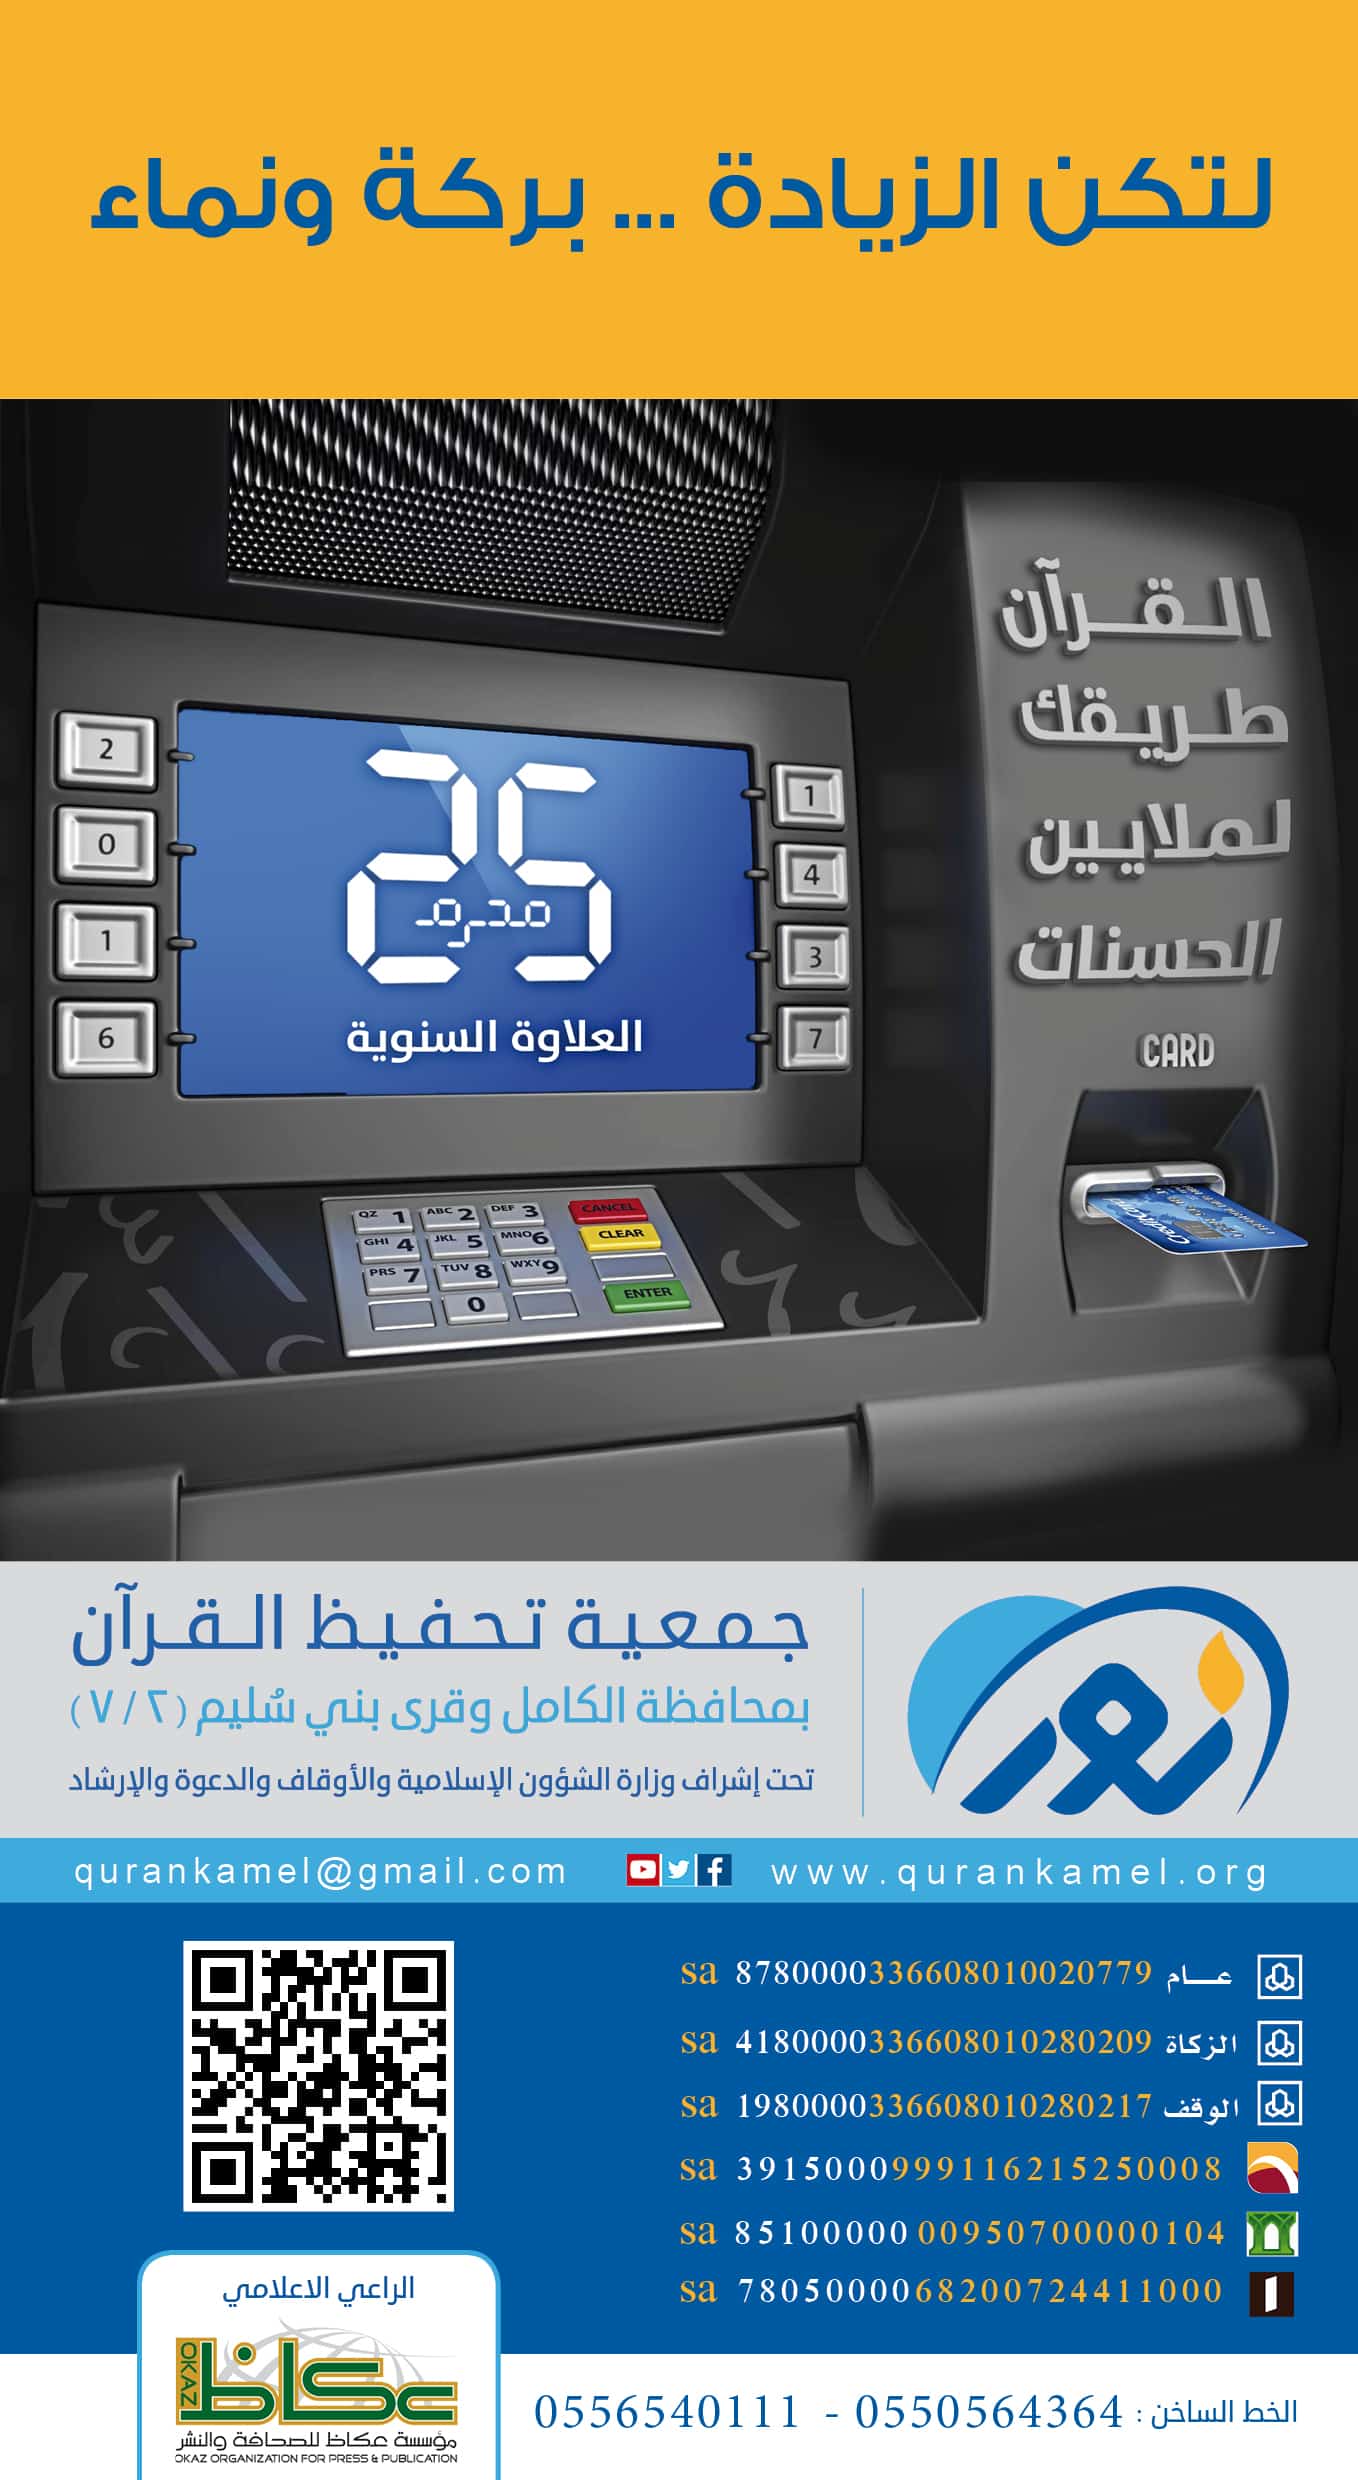 لتكن الزيادة ... بركة ونماء
القرآن
طريقك
لملايين
الحسنات
CARD
Credit Card
2
0
1
6
25
محرم
العلاوة السنوية
1
4
3
7
QZ 1 ABC 2 DEF 3 CANCEL
GHI 4 JKL 5 MNO 6 CLEAR
PRS 7 TUV 8 WXY 9
0 ENTER
نور
جمعية تحفيظ القرآن
بمحافظة الكامل وقرى بني سُليم (٧/٢)
تحت إشراف وزارة الشؤون الإسلامية والأوقاف والدعوة والإرشاد
qurankamel@gmail.com www.qurankamel.org
عـــام sa 8780000336608010020779
الزكاة sa 4180000336608010280209
الوقف sa 1980000336608010280217
sa 3915000999116215250008
sa 85100000 00950700000104
sa 7805000068200724411000
الراعي الاعلامي
عكاظ
OKAZ
مؤسسة عكاظ للصحافة والنشر
OKAZ ORGANIZATION FOR PRESS & PUBLICATION
الخط الساخن : 0550564364 - 0556540111